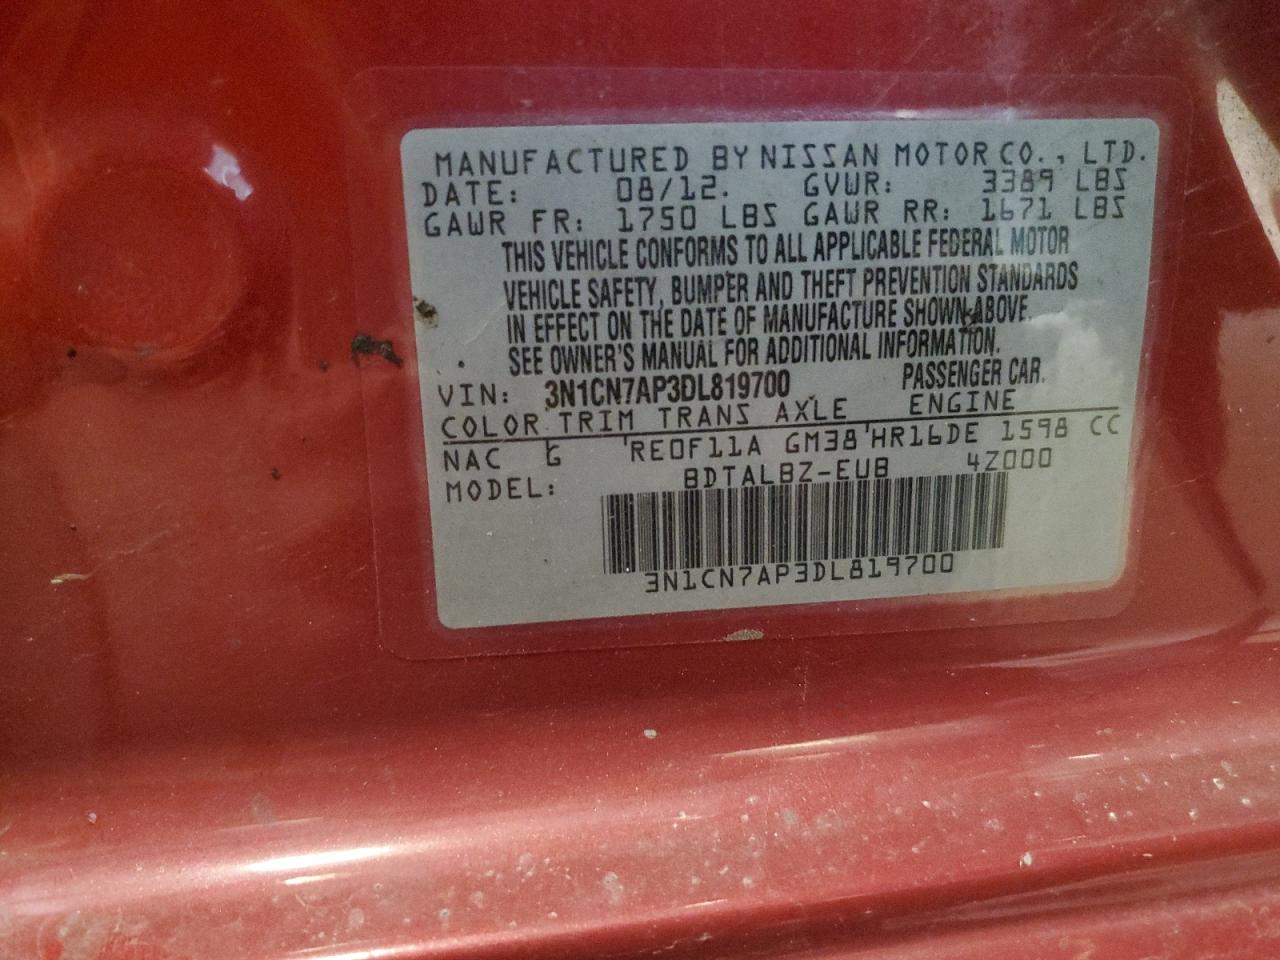 MANUFACTURED BY NISSAN MOTOR CO., LTD.
DATE: 08/12. GVWR: 3389 LBS
GAWR FR: 1750 LBS GAWR RR: 1671 LBS
THIS VEHICLE CONFORMS TO ALL APPLICABLE FEDERAL MOTOR
VEHICLE SAFETY, BUMPER AND THEFT PREVENTION STANDARDS
IN EFFECT ON THE DATE OF MANUFACTURE SHOWN ABOVE.
SEE OWNER'S MANUAL FOR ADDITIONAL INFORMATION.
VIN: 3N1CN7AP3DL819700 PASSENGER CAR.
COLOR TRIM TRANS AXLE ENGINE
NAC G RE0F11A GM38 HR16DE 1598 CC
MODEL: BDTALBZ-EUB 4Z000
3N1CN7AP3DL819700